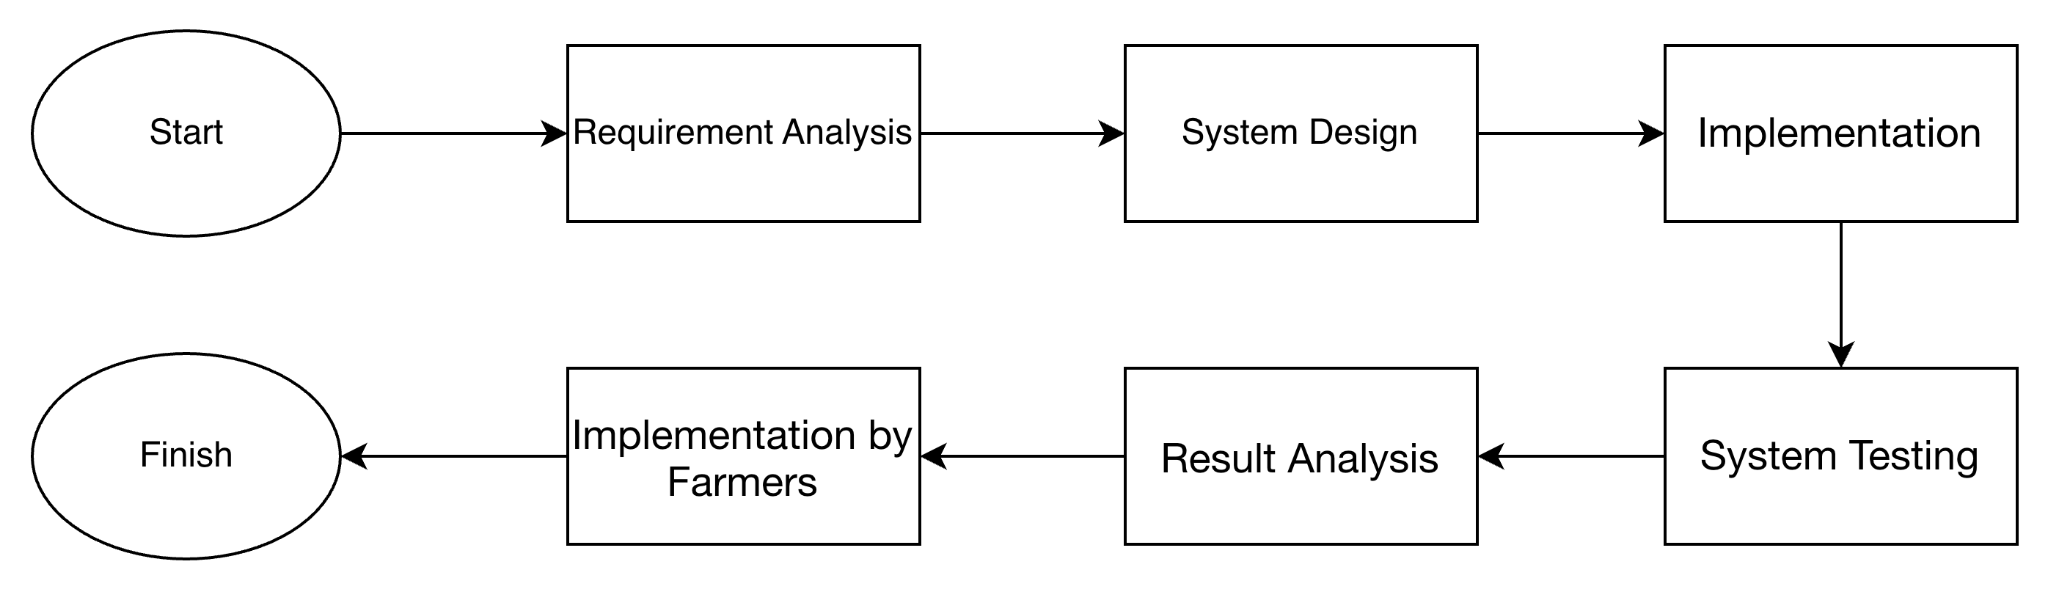 Start
Requirement Analysis
System Design
Implementation
System Testing
Result Analysis
Implementation by
Farmers
Finish